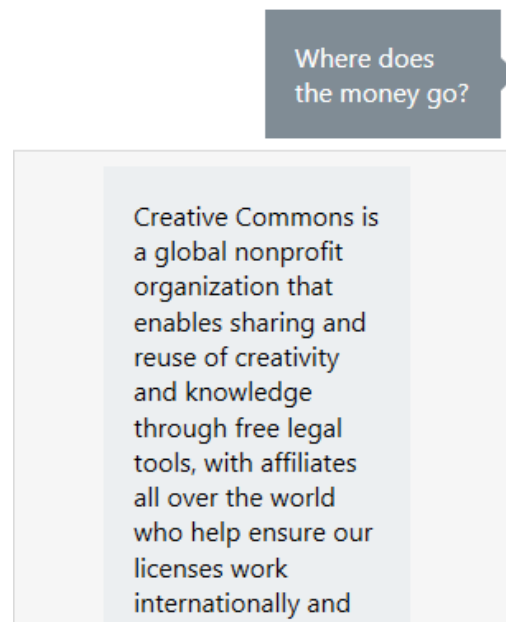 Where does
the money go?
Creative Commons is
a global nonprofit
organization that
enables sharing and
reuse of creativity
and knowledge
through free legal
tools, with affiliates
all over the world
who help ensure our
licenses work
internationally and